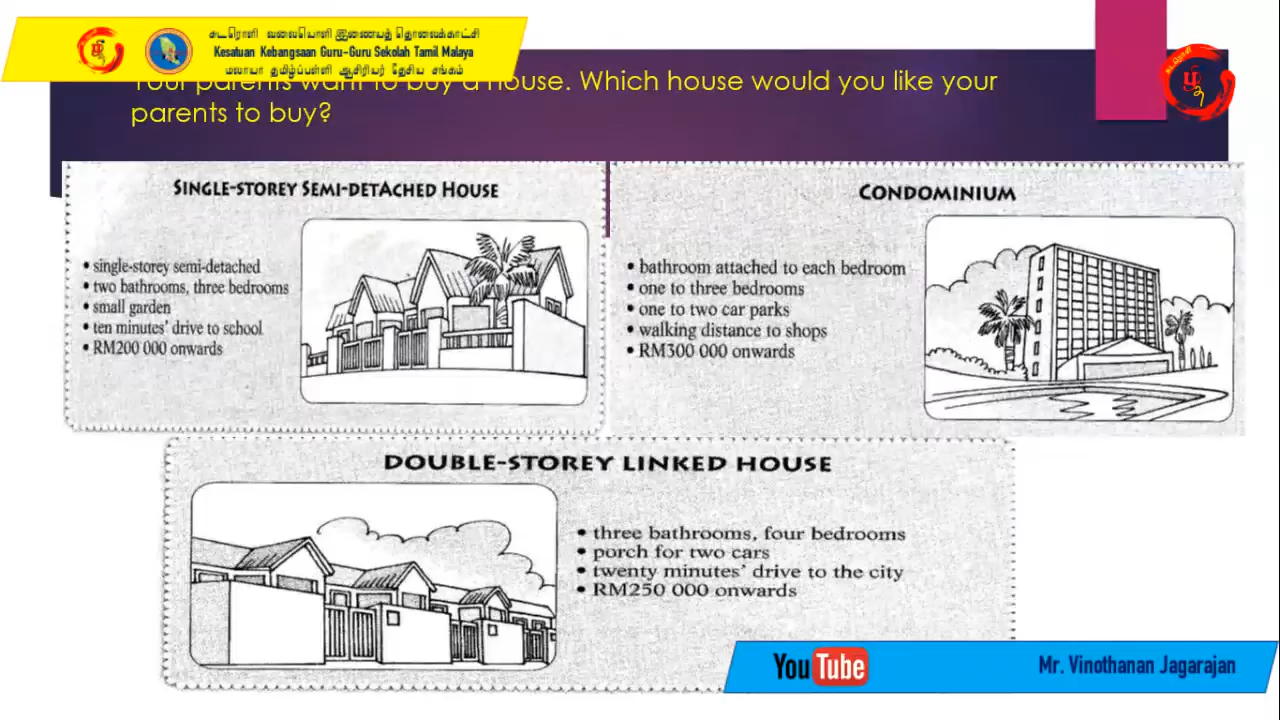 சுடரொளி வலையொளி இணையத் தொலைக்காட்சி
Kesatuan Kebangsaan Guru-Guru Sekolah Tamil Malaya
மலாயா தமிழ்ப்பள்ளி ஆசிரியர் தேசிய சங்கம்
Your parents want to buy a house. Which house would you like your
parents to buy?
SINGLE-STOREY SEMI-DETACHED HOUSE
• single-storey semi-detached
• two bathrooms, three bedrooms
• small garden
• ten minutes' drive to school
• RM200 000 onwards
CONDOMINIUM
• bathroom attached to each bedroom
• one to three bedrooms
• one to two car parks
• walking distance to shops
• RM300 000 onwards
DOUBLE-STOREY LINKED HOUSE
• three bathrooms, four bedrooms
• porch for two cars
• twenty minutes' drive to the city
• RM250 000 onwards
YouTube
Mr. Vinothanan Jagarajan